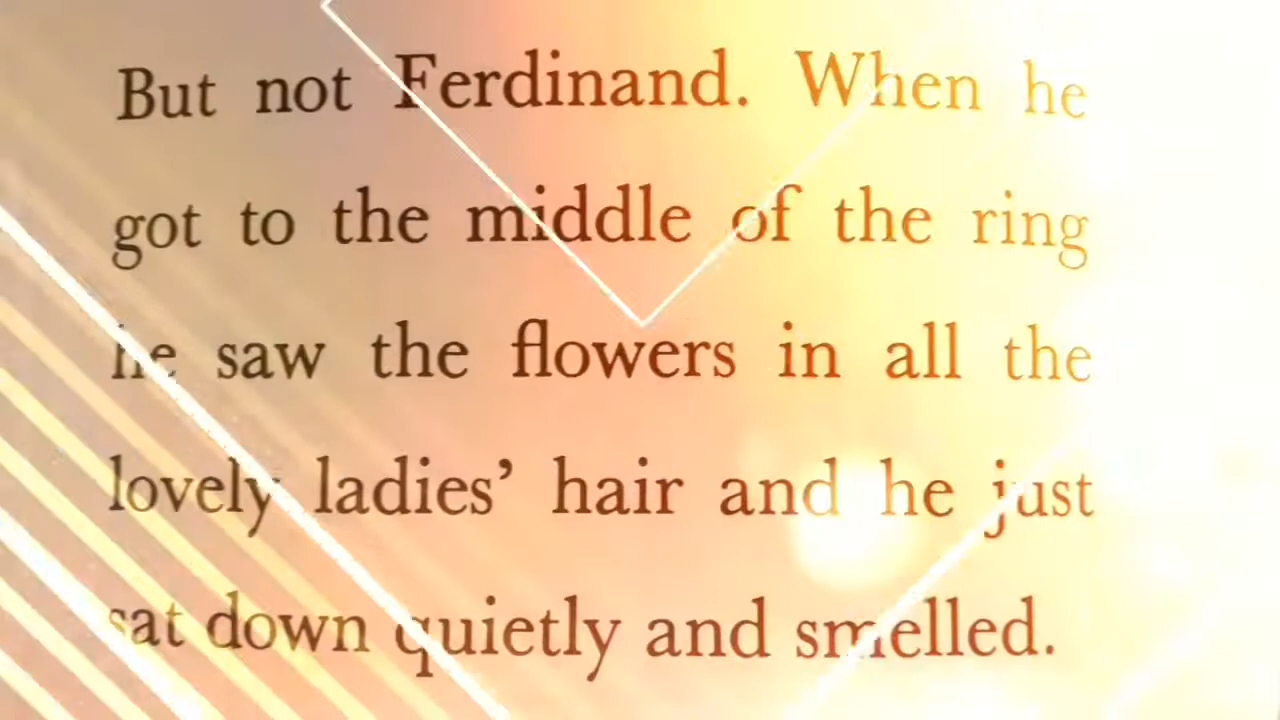 But not Ferdinand. When he
got to the middle of the ring
he saw the flowers in all the
lovely ladies’ hair and he just
sat down quietly and smelled.